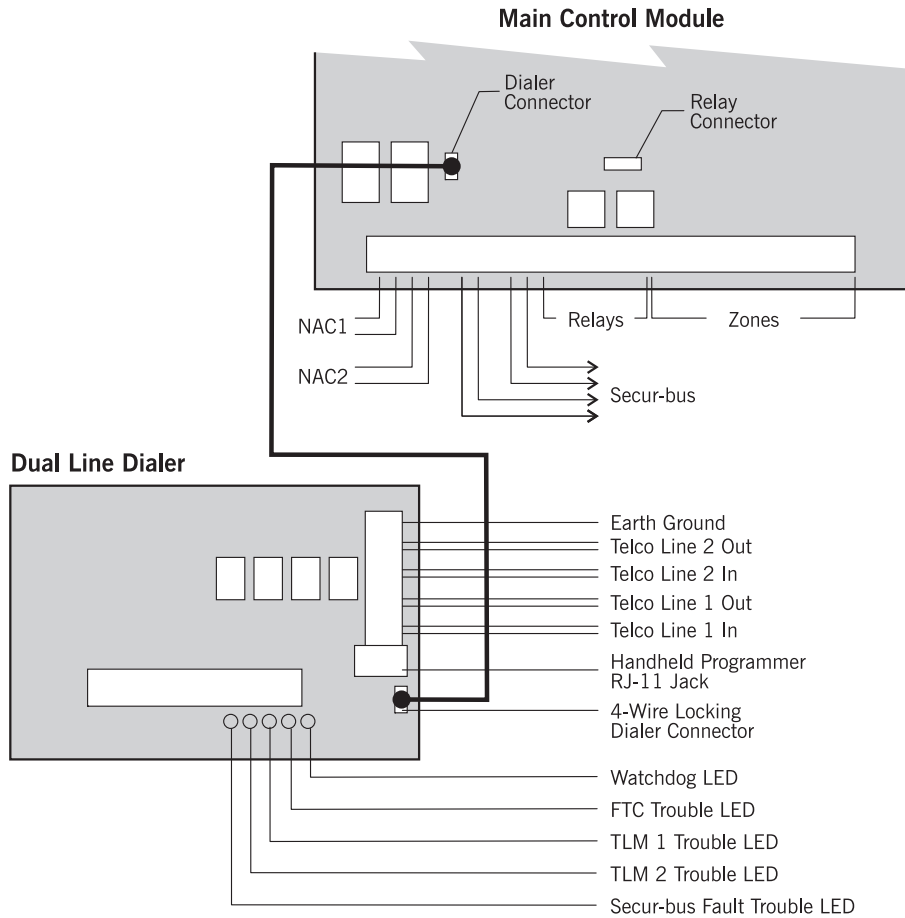 Main Control Module
Dialer
Connector
Relay
Connector
NAC1
Relays
Zones
NAC2
Secur-bus
Dual Line Dialer
Earth Ground
Telco Line 2 Out
Telco Line 2 In
Telco Line 1 Out
Telco Line 1 In
Handheld Programmer
RJ-11 Jack
4-Wire Locking
Dialer Connector
Watchdog LED
FTC Trouble LED
TLM 1 Trouble LED
TLM 2 Trouble LED
Secur-bus Fault Trouble LED